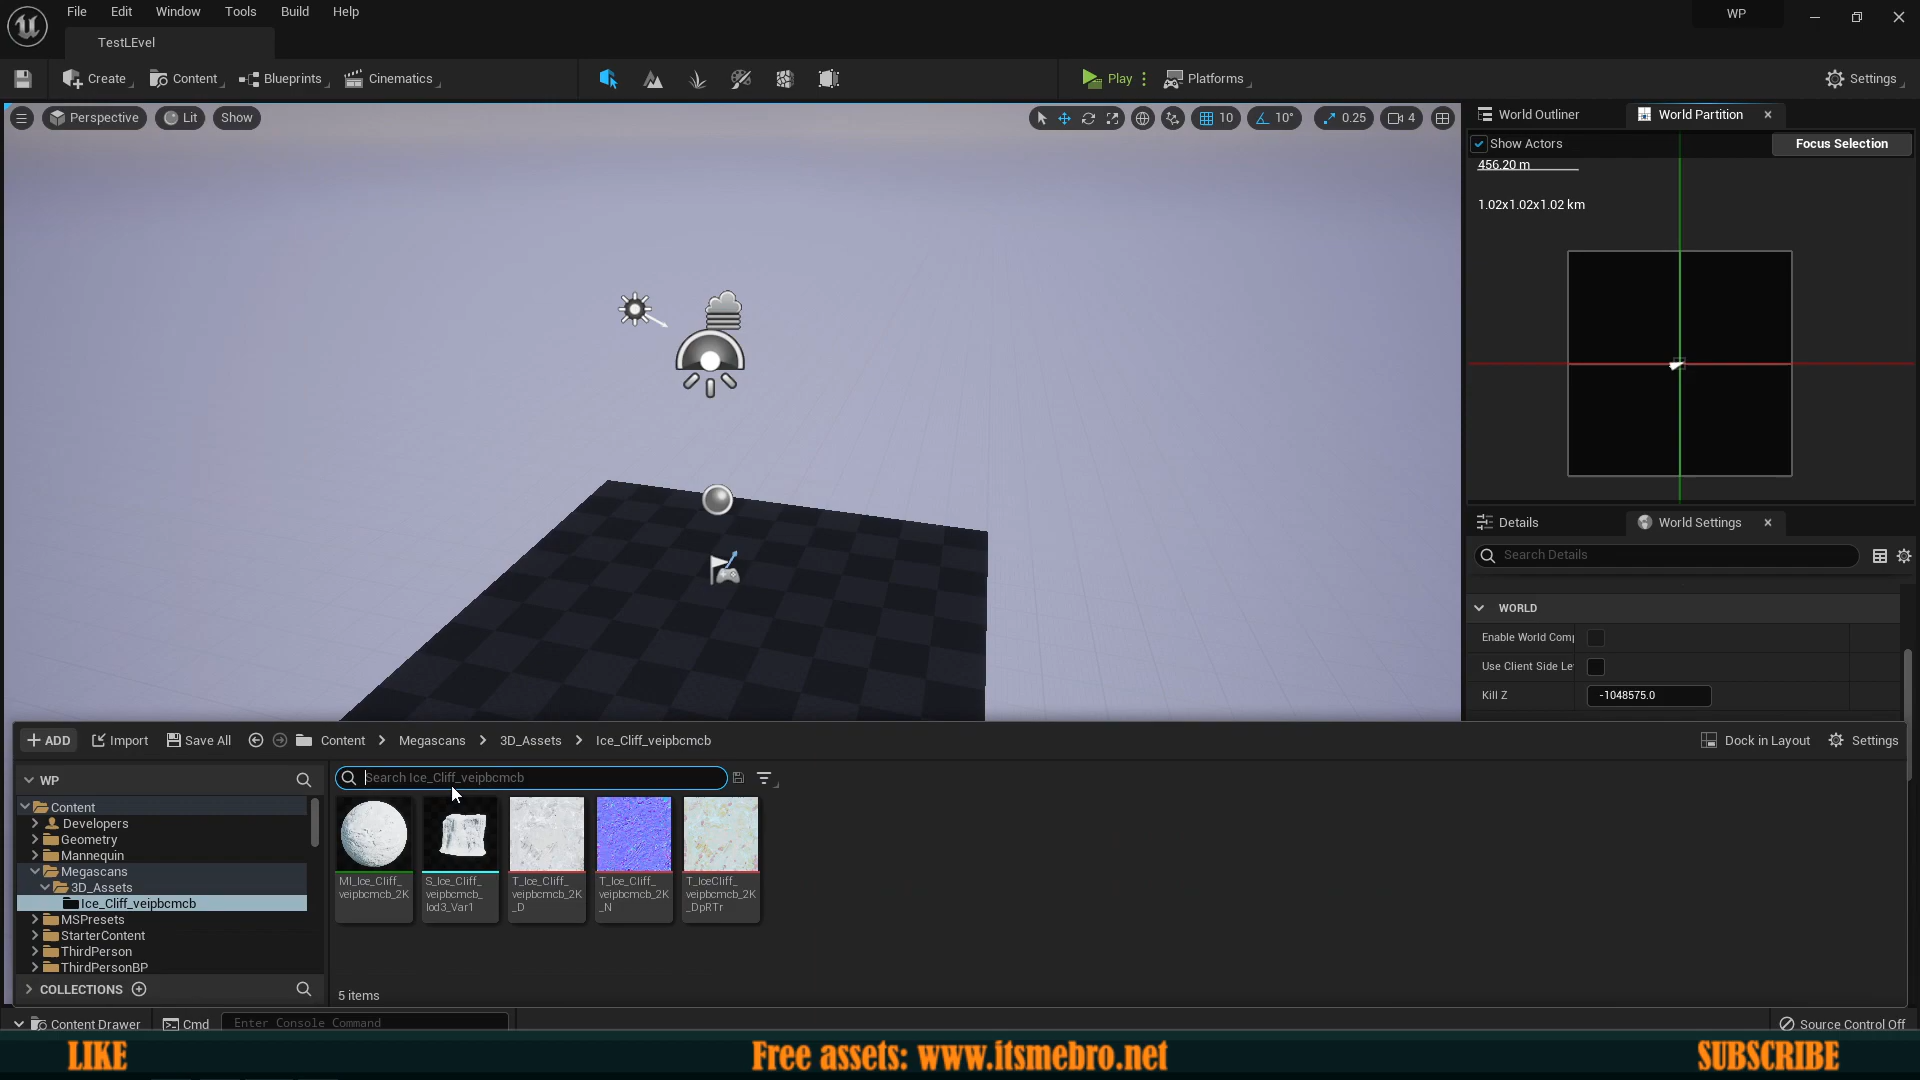 File Edit Window Tools Build Help
WP
TestLEvel
Create Content Blueprints Cinematics
Play Platforms
Settings
Perspective Lit Show
10 10° 0.25 4
World Outliner World Partition
Show Actors Focus Selection
456.20 m
1.02x1.02x1.02 km
Details World Settings
Search Details
WORLD
Enable World Comp
Use Client Side Le
Kill Z -1048575.0
ADD Import Save All Content Megascans 3D_Assets Ice_Cliff_veipbcmcb
Dock in Layout Settings
WP
Search Ice_Cliff_veipbcmcb
Content
Developers
Geometry
Mannequin
Megascans
3D_Assets
Ice_Cliff_veipbcmcb
MSPresets
StarterContent
ThirdPerson
ThirdPersonBP
COLLECTIONS
MI_Ice_Cliff_
veipbcmcb_2K
S_Ice_Cliff_
veipbcmcb_
lod3_Var1
T_Ice_Cliff_
veipbcmcb_2K
_D
T_Ice_Cliff_
veipbcmcb_2K
_N
T_IceCliff_
veipbcmcb_2K
_DpRTr
5 items
Content Drawer Cmd Enter Console Command
Source Control Off
LIKE Free assets: www.itsmebro.net SUBSCRIBE